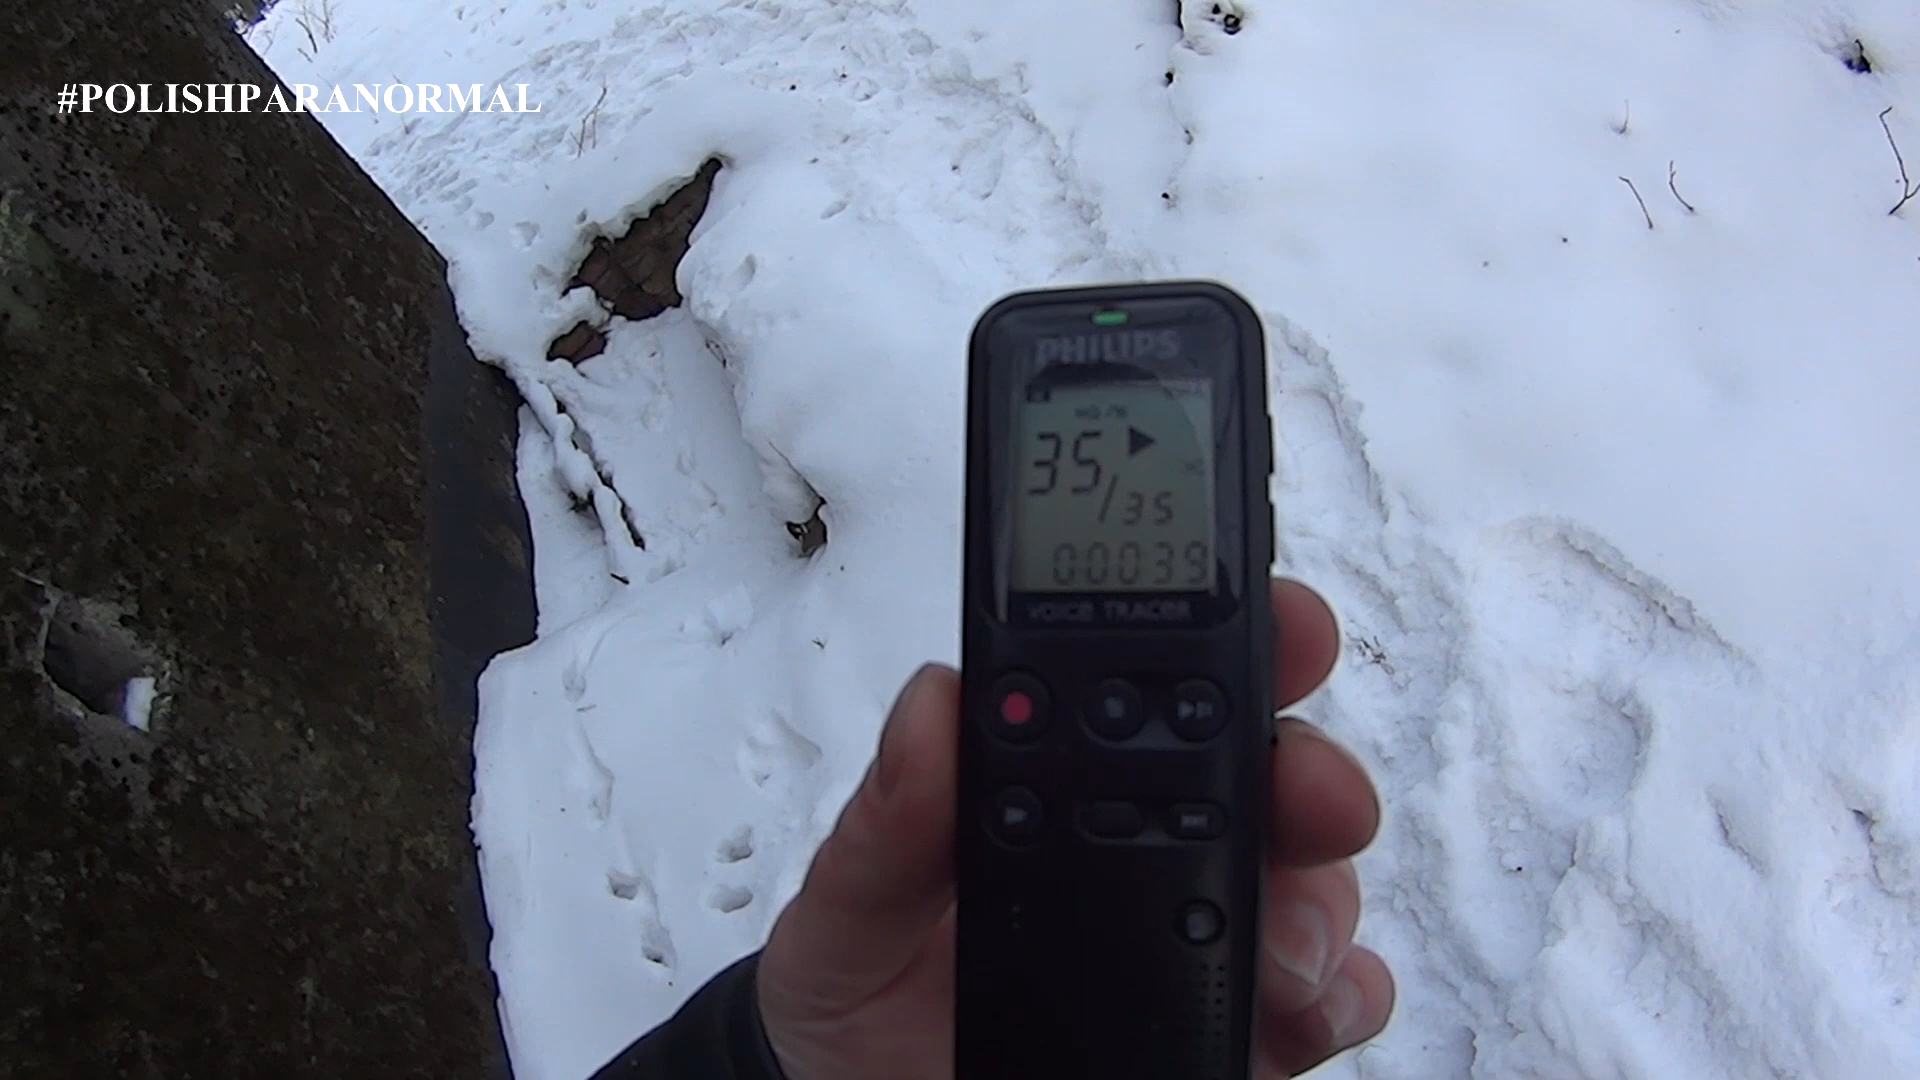 #POLISHPARANORMAL
PHILIPS
35
/35
00039
VOICE TRACER